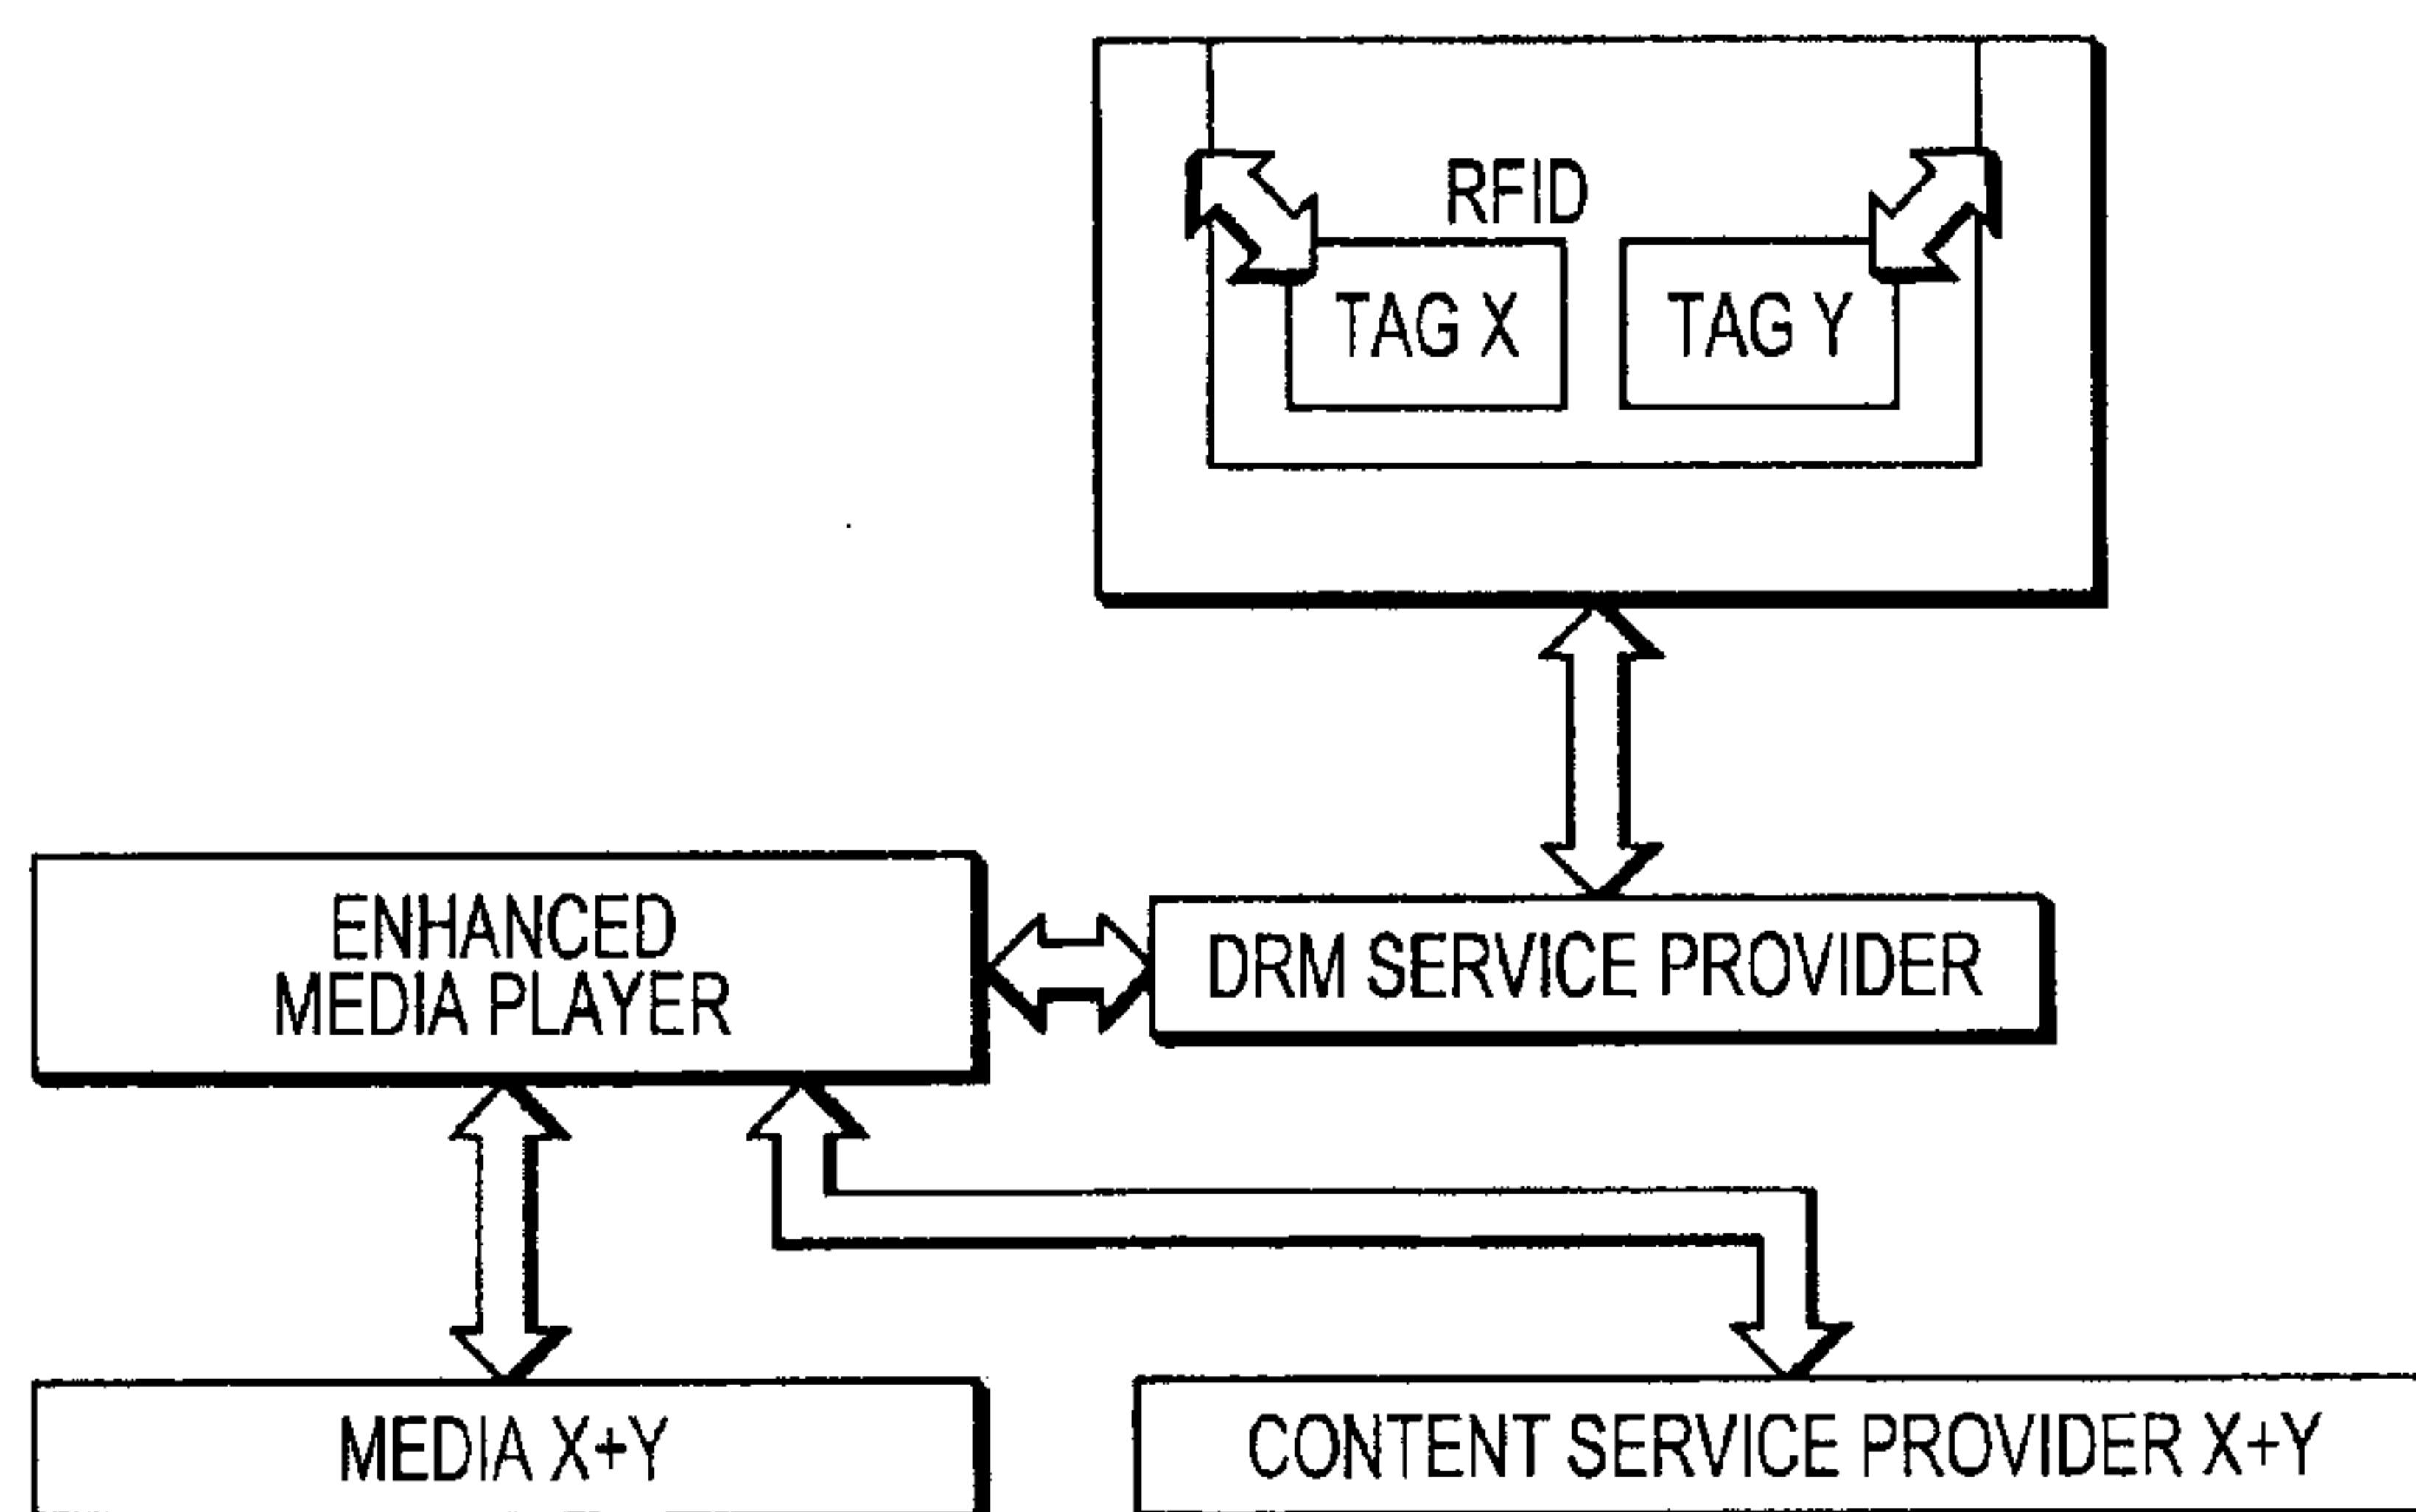 RFID
TAG X
TAG Y
ENHANCED
MEDIA PLAYER
DRM SERVICE PROVIDER
MEDIA X+Y
CONTENT SERVICE PROVIDER X+Y